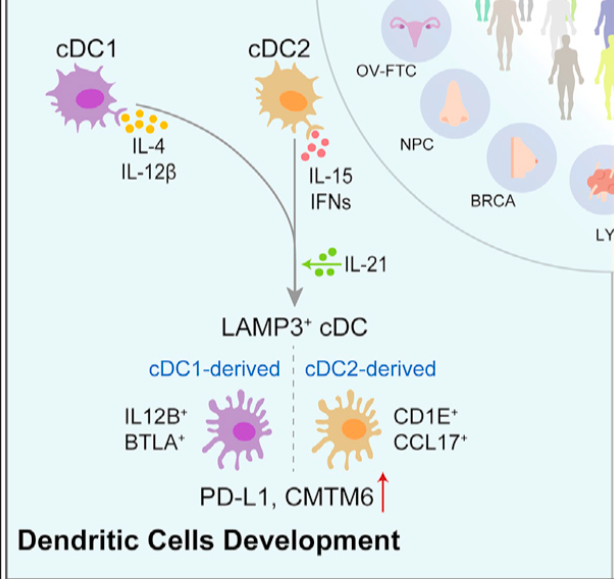 cDC1
cDC2
OV-FTC
NPC
BRCA
LY
IL-4
IL-12β
IL-15
IFNs
IL-21
LAMP3⁺ cDC
cDC1-derived
cDC2-derived
IL12B⁺
BTLA⁺
CD1E⁺
CCL17⁺
PD-L1, CMTM6
Dendritic Cells Development